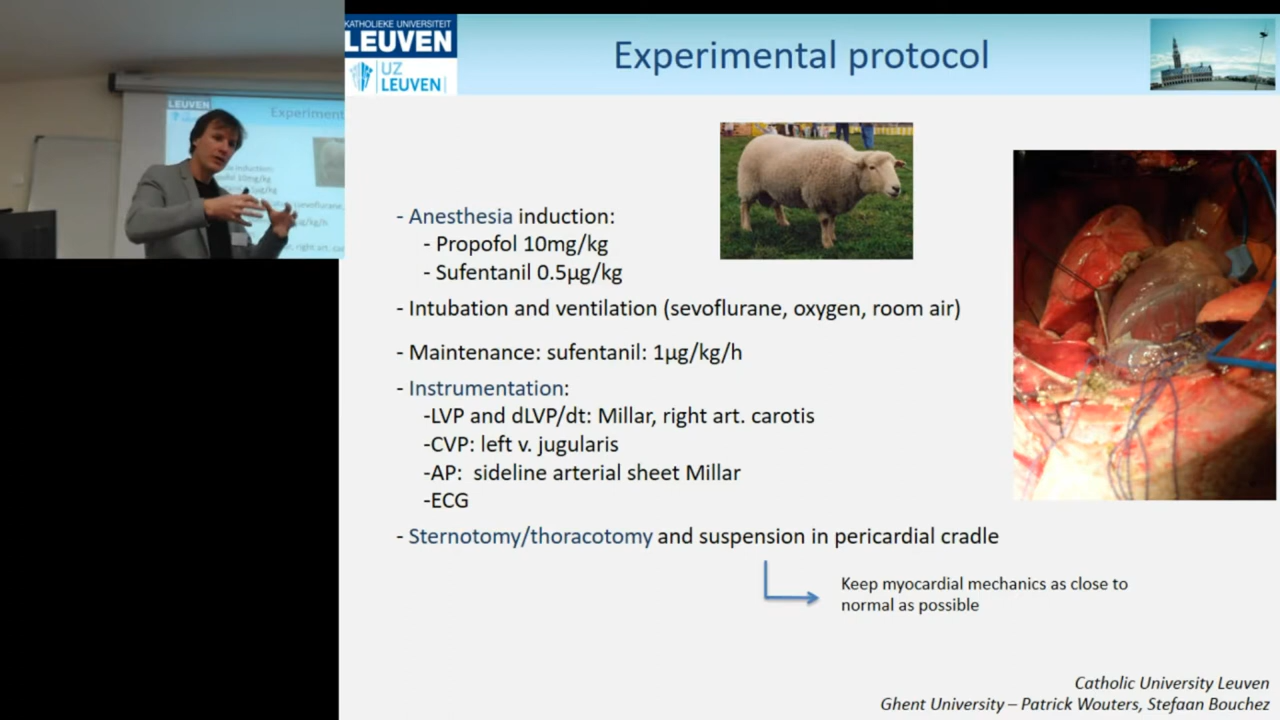 KATHOLIEKE UNIVERSITEIT
LEUVEN
UZ
LEUVEN
Experimental protocol
LEUVEN
Experiment
- Anesthesia induction:
- Propofol 10mg/kg
- Sufentanil 0.5µg/kg
- Intubation and ventilation (sevoflurane, oxygen, room air)
- Maintenance: sufentanil: 1µg/kg/h
- Instrumentation:
-LVP and dLVP/dt: Millar, right art. carotis
-CVP: left v. jugularis
-AP: sideline arterial sheet Millar
-ECG
- Sternotomy/thoracotomy and suspension in pericardial cradle
Keep myocardial mechanics as close to
normal as possible
Catholic University Leuven
Ghent University – Patrick Wouters, Stefaan Bouchez